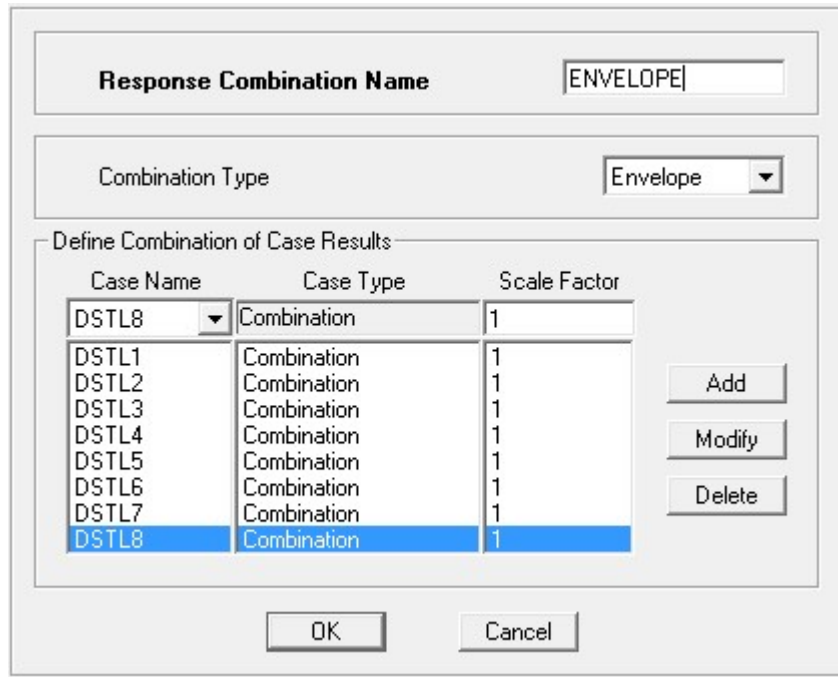 Response Combination Name ENVELOPE
Combination Type Envelope
Define Combination of Case Results
Case Name Case Type Scale Factor
DSTL8 Combination 1
DSTL1 Combination 1
DSTL2 Combination 1
DSTL3 Combination 1
DSTL4 Combination 1
DSTL5 Combination 1
DSTL6 Combination 1
DSTL7 Combination 1
DSTL8 Combination 1
Add
Modify
Delete
OK Cancel